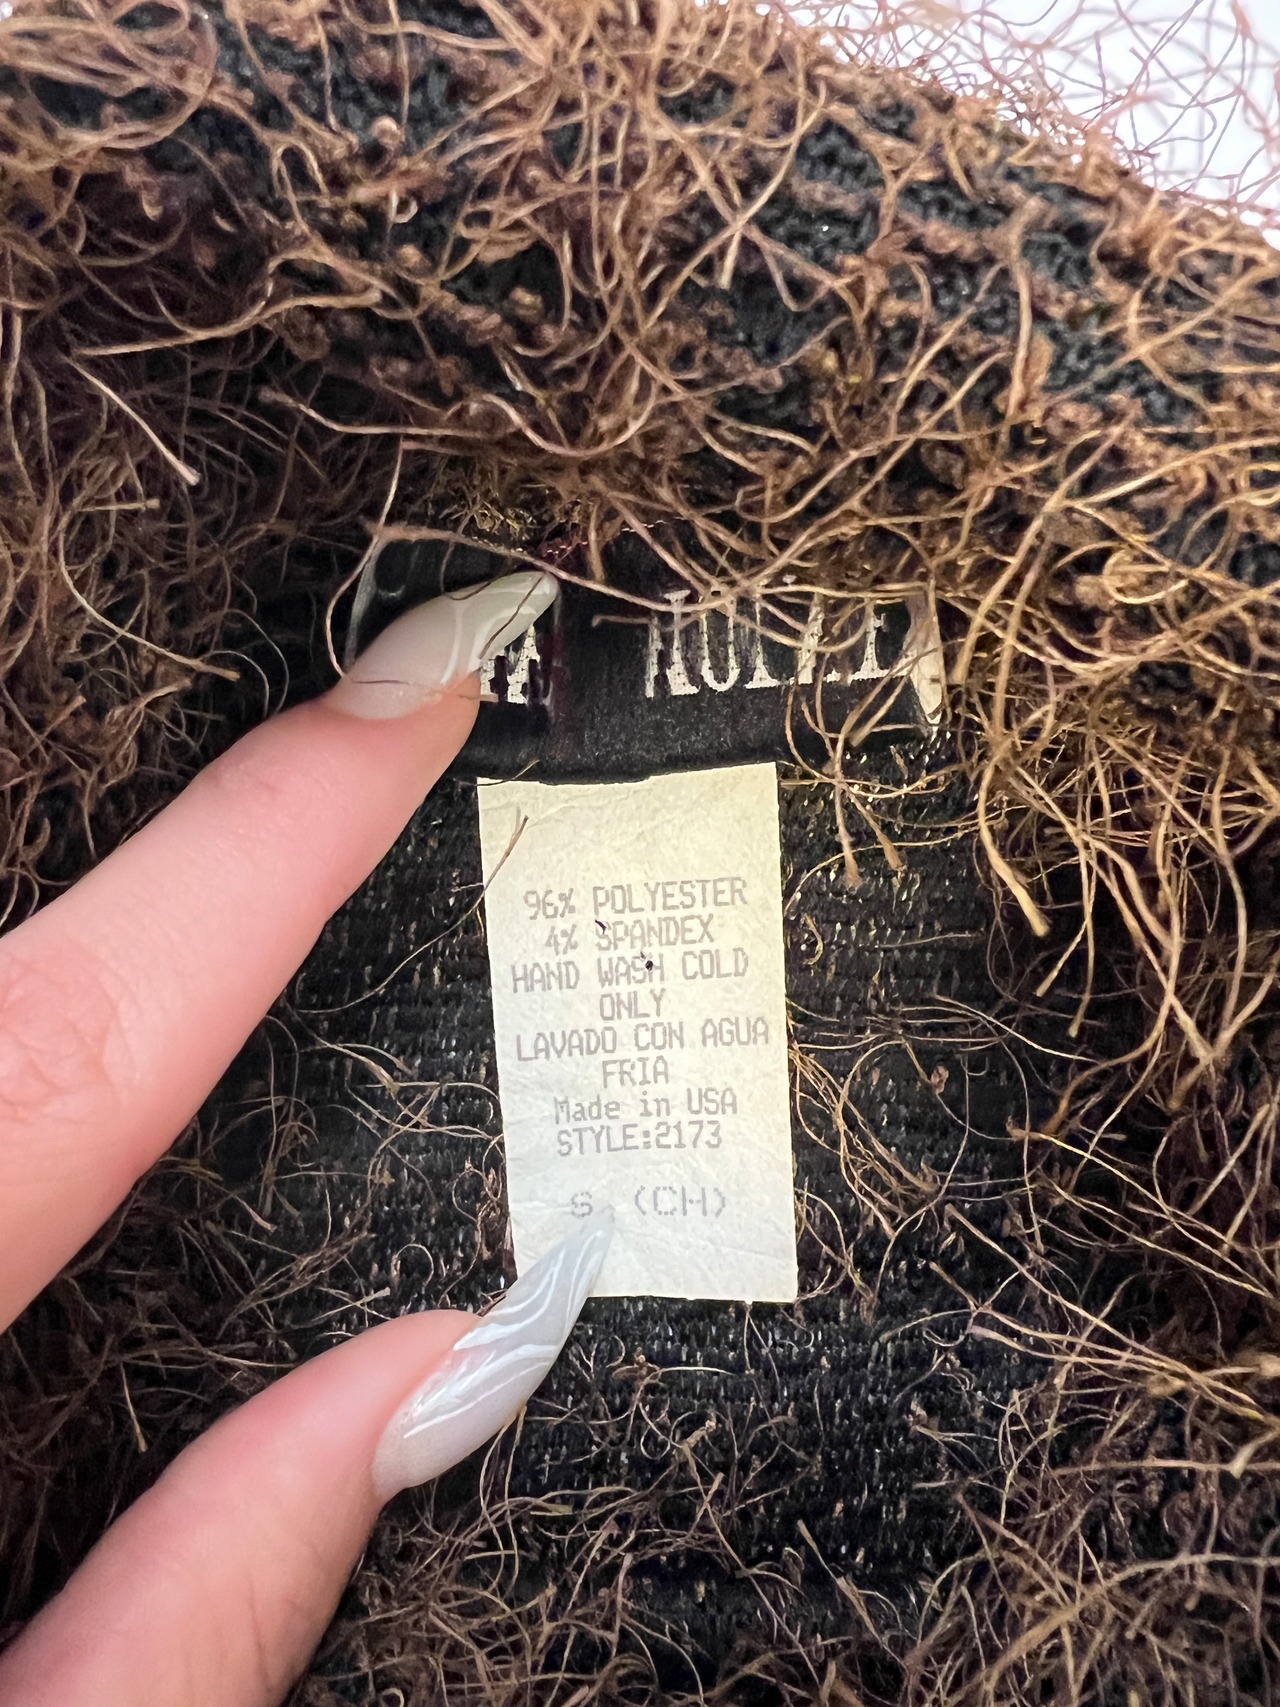 96% POLYESTER
4% SPANDEX
HAND WASH COLD
ONLY
LAVADO CON AGUA
FRIA
Made in USA
STYLE:2173
S (CH)